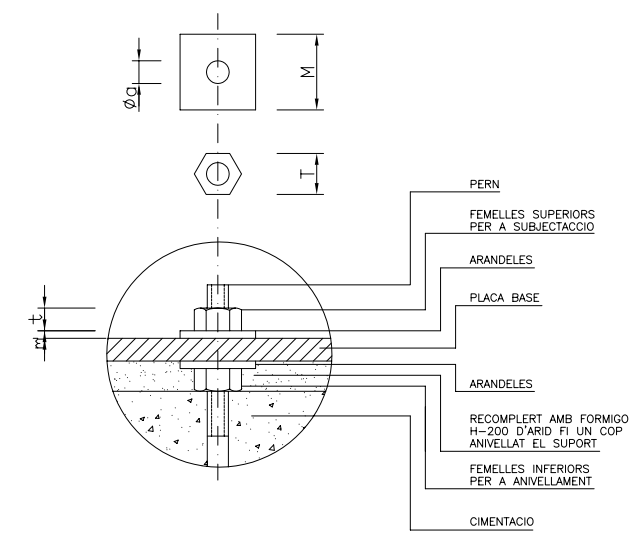 M
Øa
T
PERN
FEMELLES SUPERIORS
PER A SUBJECTACCIO
ARANDELES
PLACA BASE
t
m
ARANDELES
RECOMPLERT AMB FORMIGO
H-200 D'ARID FI UN COP
ANIVELLAT EL SUPORT
FEMELLES INFERIORS
PER A ANIVELLAMENT
CIMENTACIO